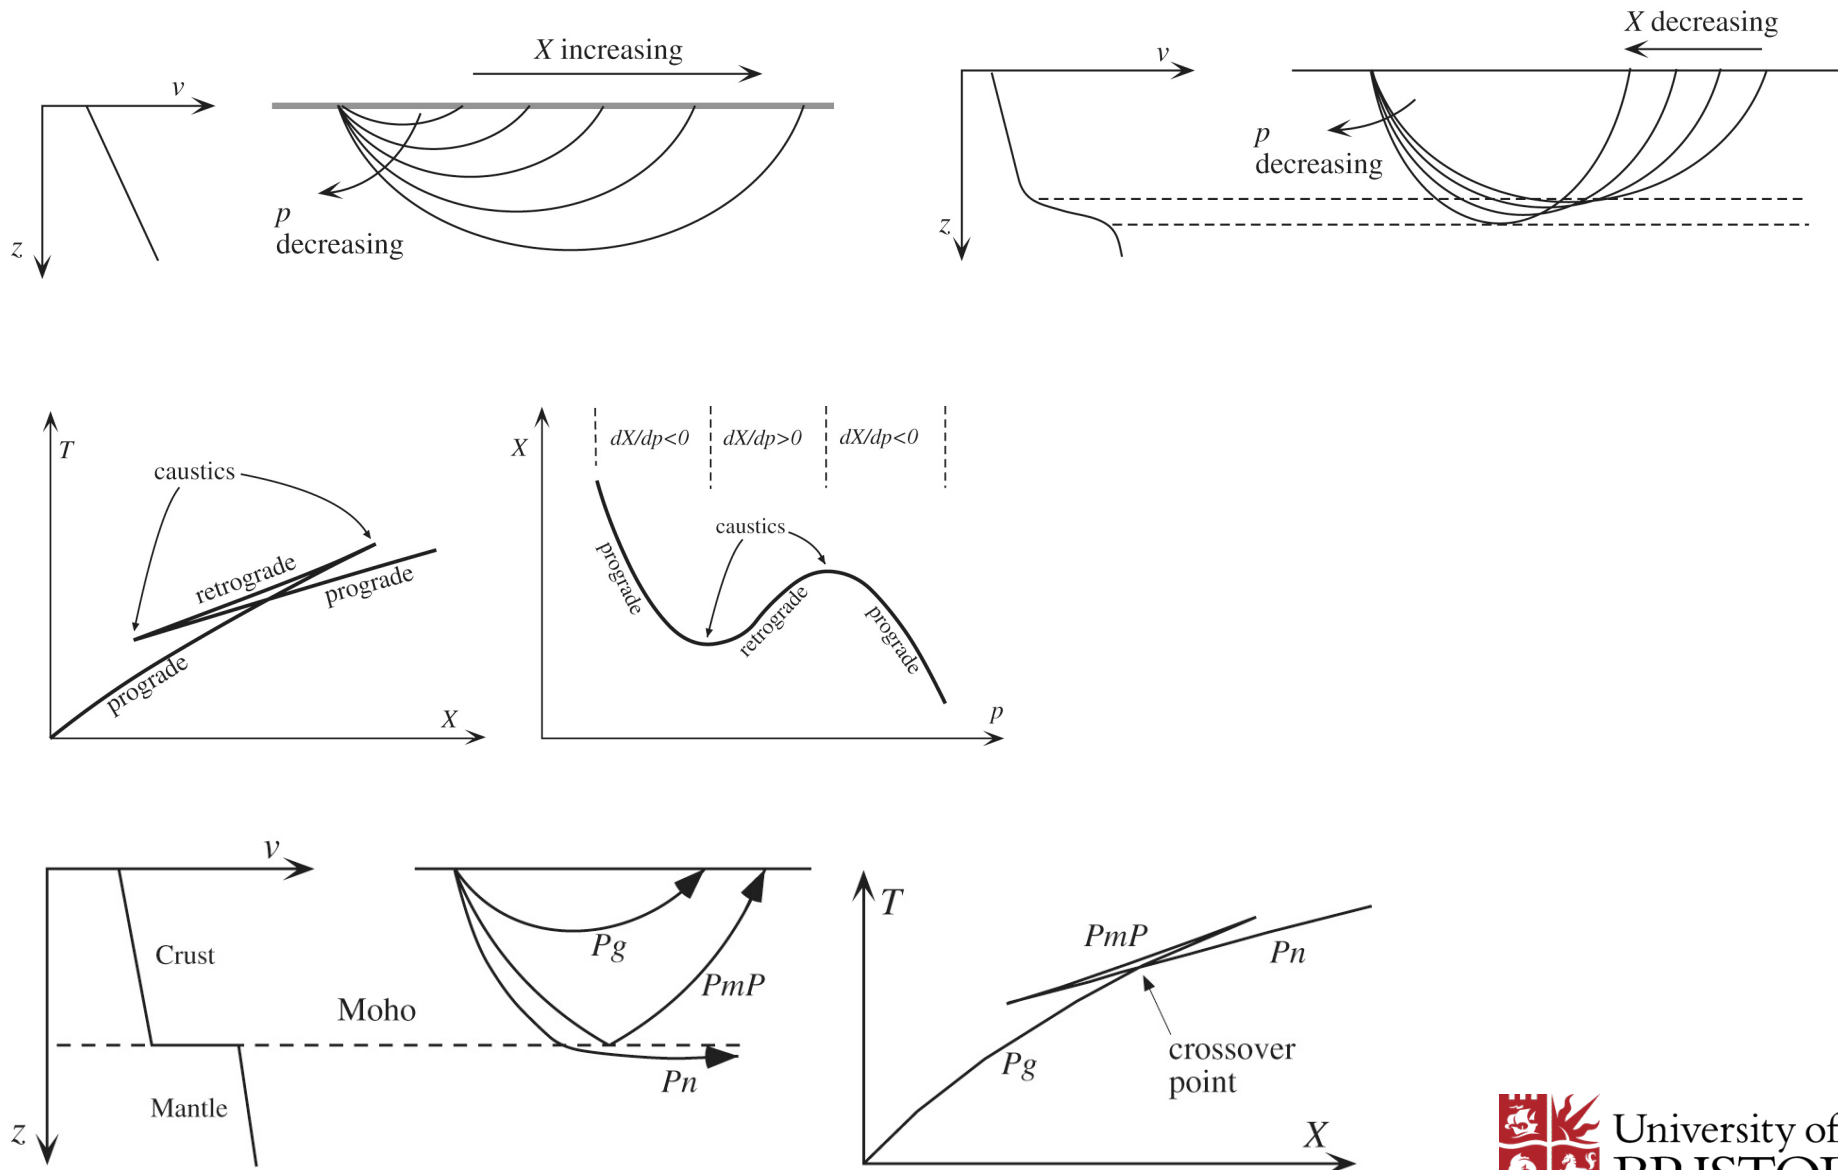 X increasing
v
p
decreasing
z
X decreasing
v
p
decreasing
z
T
caustics
retrograde
prograde
prograde
X
X
dX/dp<0
dX/dp>0
dX/dp<0
caustics
prograde
retrograde
prograde
p
v
Crust
Moho
Mantle
z
Pg
PmP
Pn
T
PmP
Pn
crossover
point
Pg
X
University of